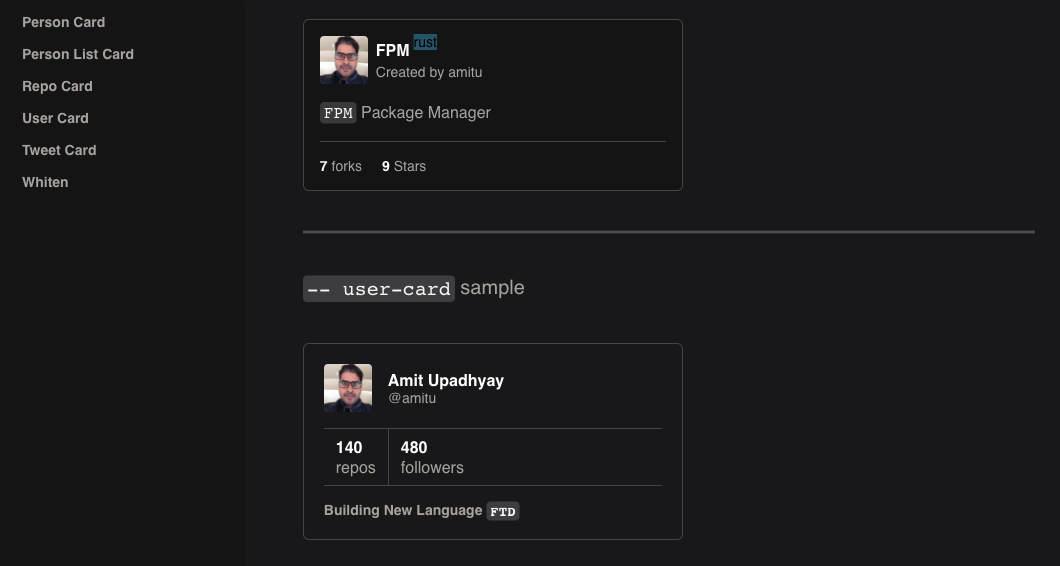 Person Card
Person List Card
Repo Card
User Card
Tweet Card
Whiten
FPM rust
Created by amitu
FPM Package Manager
7 forks 9 Stars
-- user-card sample
Amit Upadhyay
@amitu
140 480
repos followers
Building New Language FTD